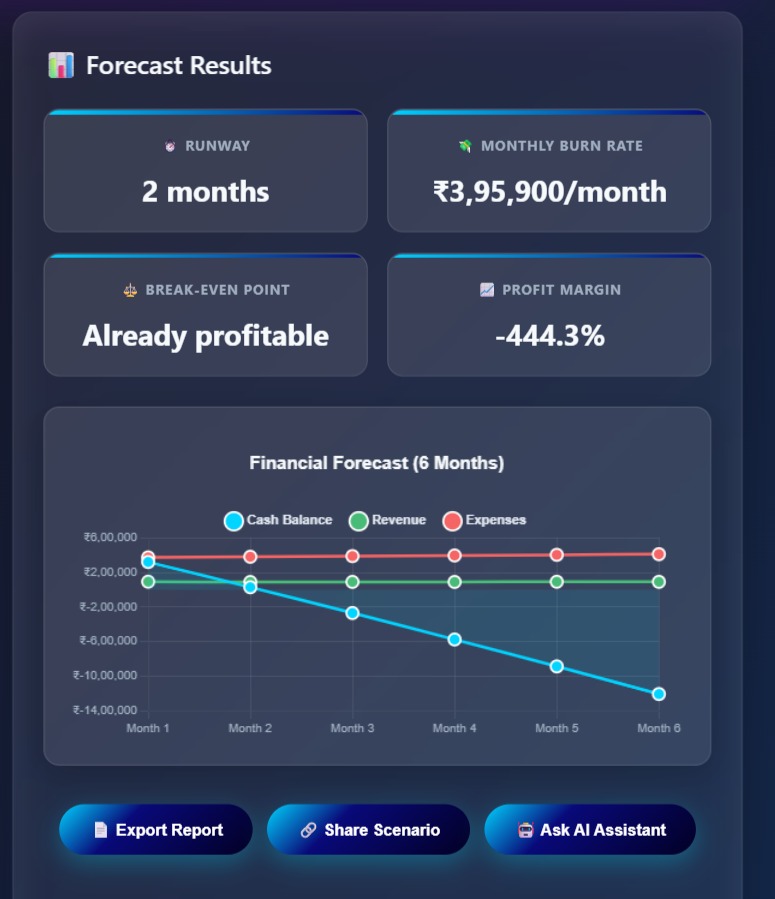 Forecast Results
RUNWAY
2 months
MONTHLY BURN RATE
₹3,95,900/month
BREAK-EVEN POINT
Already profitable
PROFIT MARGIN
-444.3%
Financial Forecast (6 Months)
Cash Balance Revenue Expenses
₹6,00,000
₹2,00,000
₹-2,00,000
₹-6,00,000
₹-10,00,000
₹-14,00,000
Month 1 Month 2 Month 3 Month 4 Month 5 Month 6
Export Report Share Scenario Ask AI Assistant